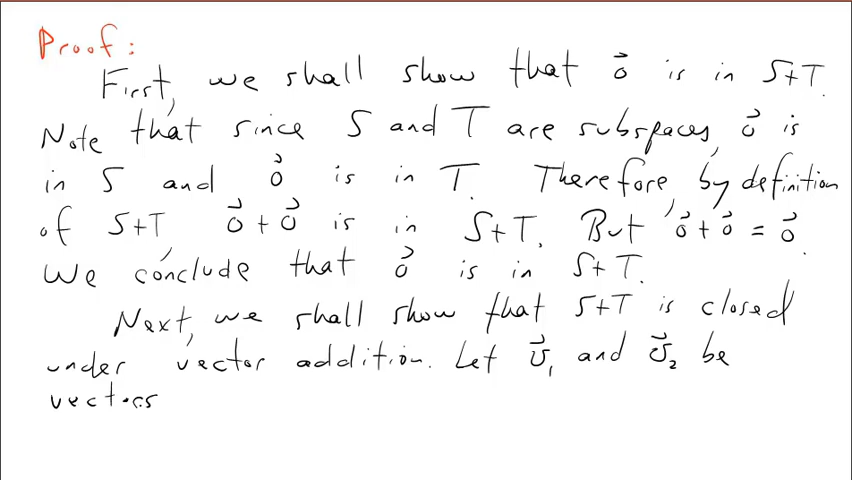 Proof:
First, we shall show that 0⃗ is in S+T.
Note that since S and T are subspaces, 0⃗ is
in S and 0⃗ is in T. Therefore, by definition
of S+T, 0⃗ + 0⃗ is in S+T. But 0⃗ + 0⃗ = 0⃗.
We conclude that 0⃗ is in S+T.
Next, we shall show that S+T is closed
under vector addition. Let v⃗₁ and v⃗₂ be
vectors